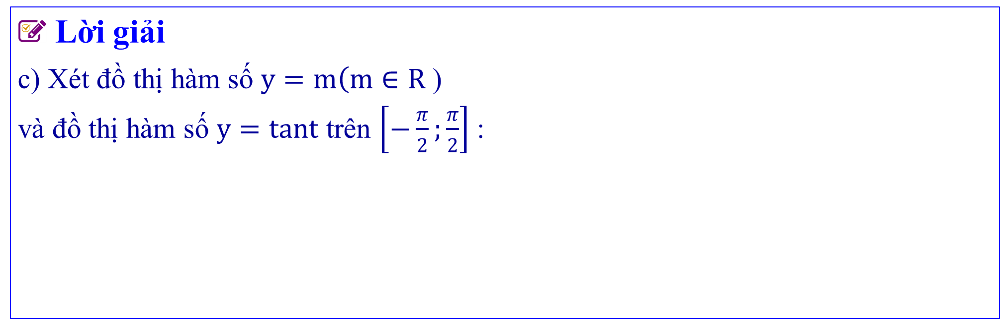 Lời giải
c) Xét đồ thị hàm số y = m(m ∈ R )
và đồ thị hàm số y = tant trên [−π/2;π/2] :